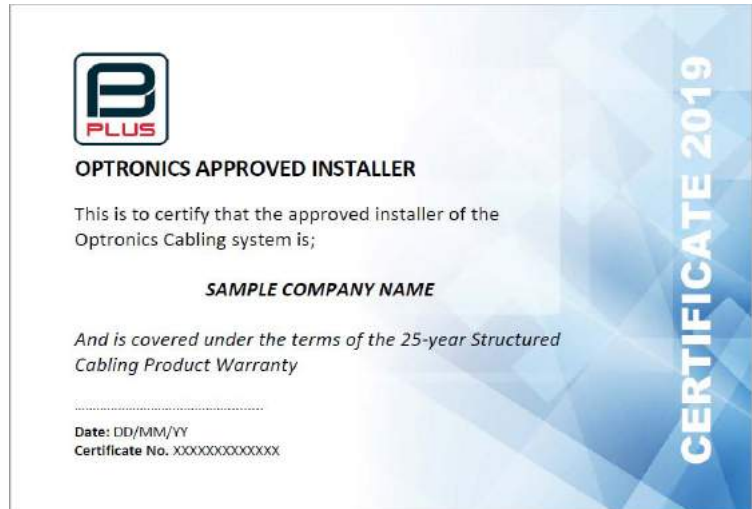 B
PLUS
OPTRONICS APPROVED INSTALLER
This is to certify that the approved installer of the
Optronics Cabling system is;
SAMPLE COMPANY NAME
And is covered under the terms of the 25-year Structured
Cabling Product Warranty
Date: DD/MM/YY
Certificate No. XXXXXXXXXXXXX
CERTIFICATE 2019